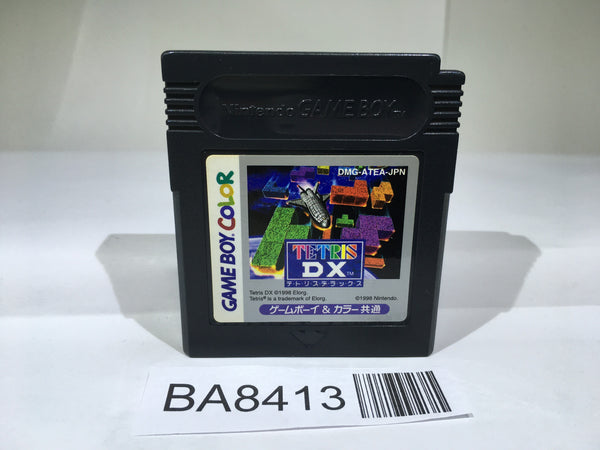 Nintendo GAME BOY TM
DMG-ATEA-JPN
GAME BOY COLOR
TETRIS
DX TM
テトリスデラックス
Tetris DX ©1998 Elorg.
Tetris® is a trademark of Elorg.
©1998 Nintendo.
ゲームボーイ & カラー共通
BA8413